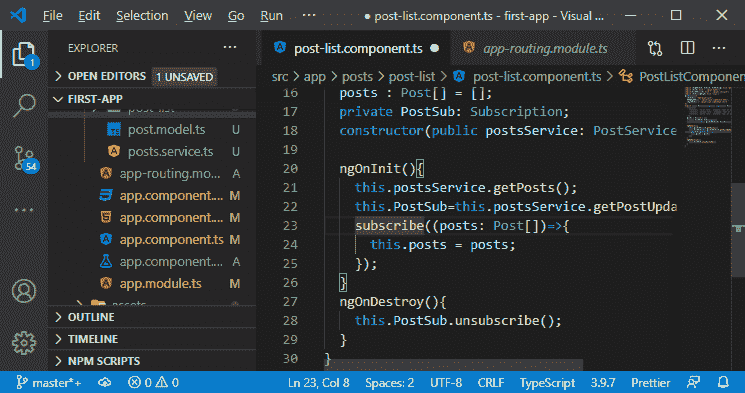 File Edit View Go Run ··· ● post-list.component.ts - first-app - Visual ...
EXPLORER ···
OPEN EDITORS 1 UNSAVED
FIRST-APP
post.model.ts U
posts.service.ts U
app-routing.mo... A
app.component.... M
app.component.... M
app.component.ts M
app.component....
app.module.ts M
assets
OUTLINE
TIMELINE
NPM SCRIPTS
1
54
post-list.component.ts ● app-routing.module.ts ···
src > app > posts > post-list > post-list.component.ts > PostListComponen
16 posts : Post[] = [];
17 private PostSub: Subscription;
18 constructor(public postsService: PostService
19
20 ngOnInit(){
21 this.postsService.getPosts();
22 this.PostSub=this.postsService.getPostUpda
23 subscribe((posts: Post[])=>{
24 this.posts = posts;
25 });
26 }
27 ngOnDestroy(){
28 this.PostSub.unsubscribe();
29 }
30 }
master*+ 0 0 Ln 23, Col 8 Spaces: 2 UTF-8 CRLF TypeScript 3.9.7 Prettier